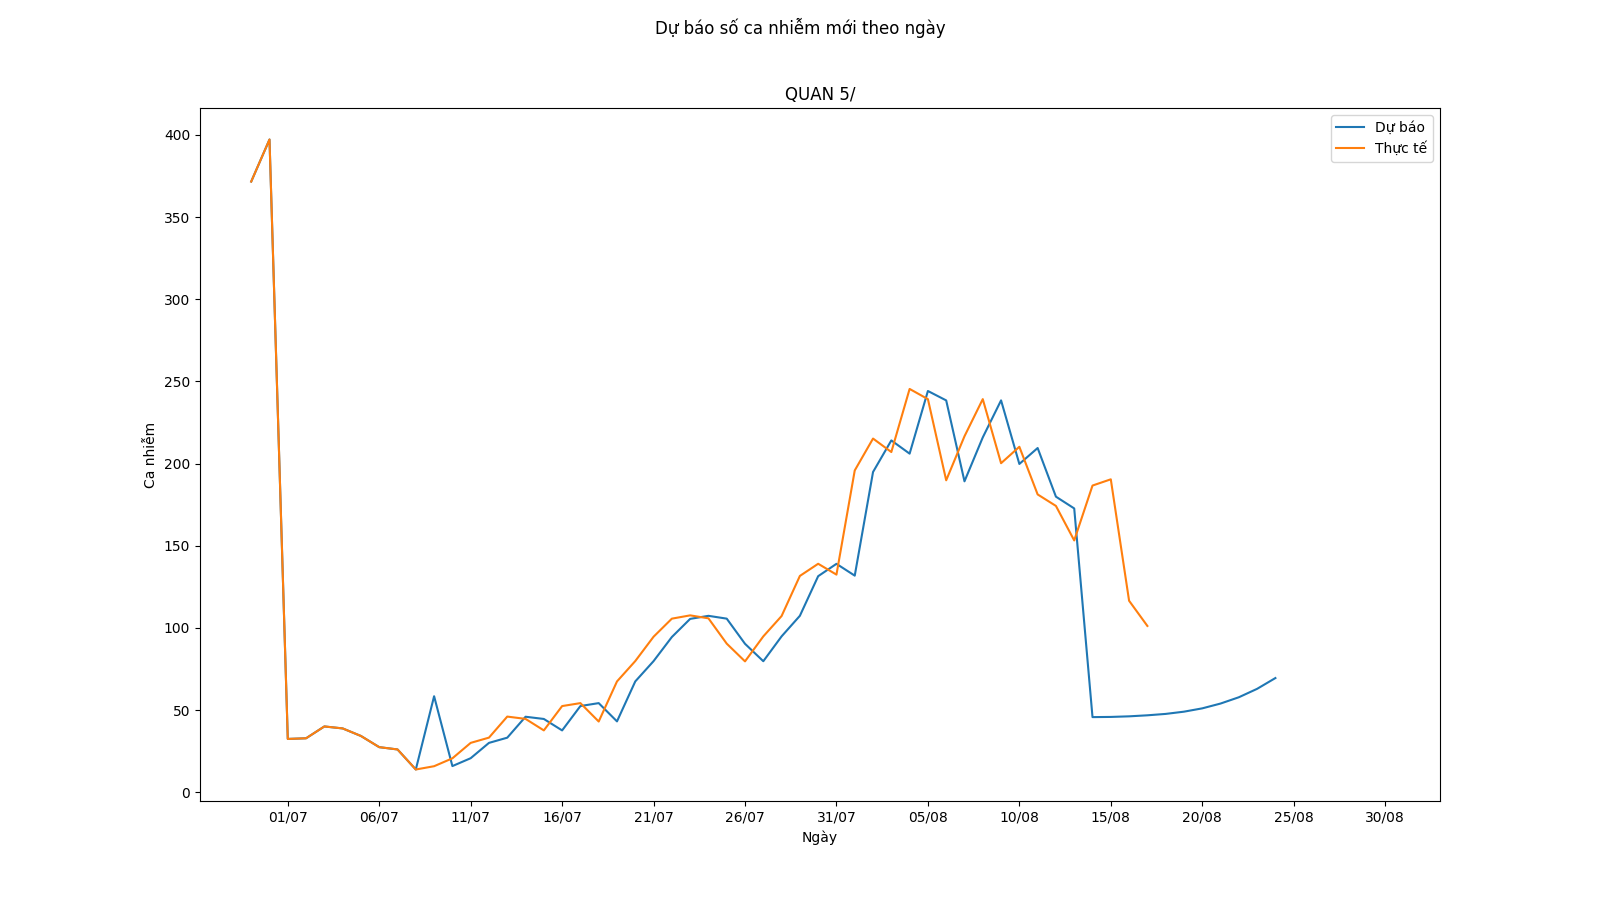 Dự báo số ca nhiễm mới theo ngày
QUAN 5/
Dự báo
Thực tế
400
350
300
250
200
150
100
50
0
Ca nhiễm
01/07 06/07 11/07 16/07 21/07 26/07 31/07 05/08 10/08 15/08 20/08 25/08 30/08
Ngày